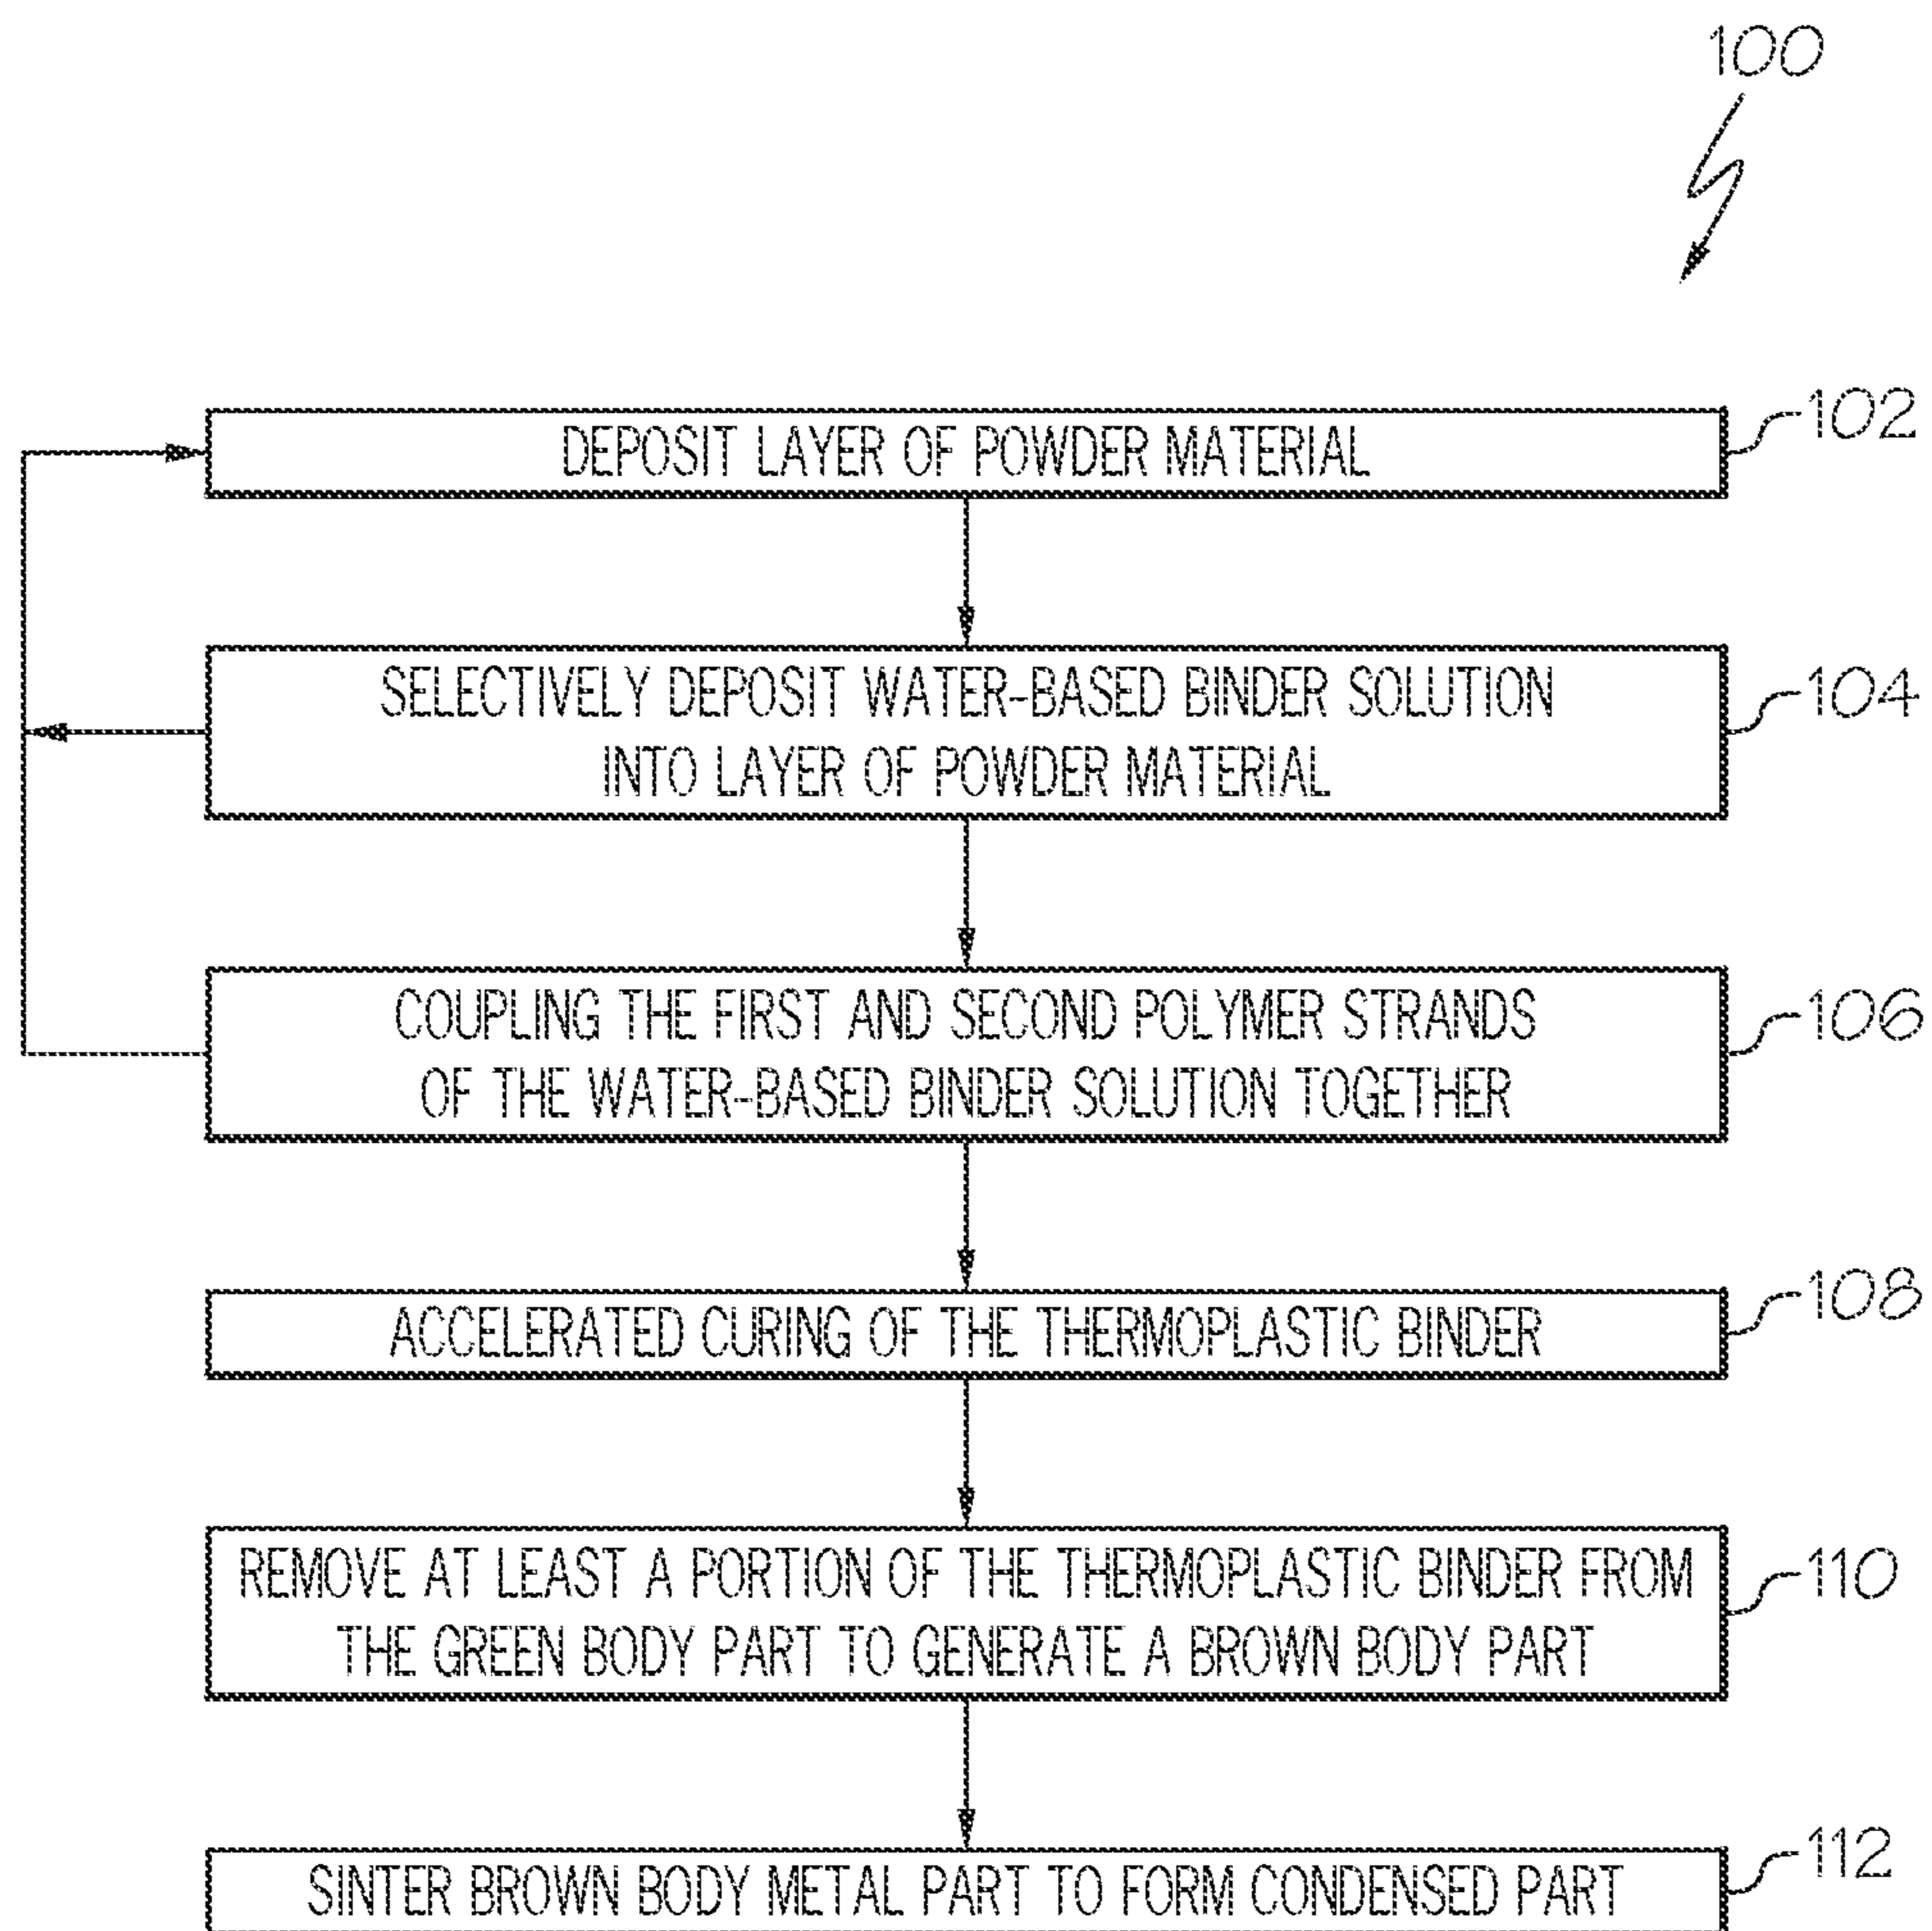 100
DEPOSIT LAYER OF POWDER MATERIAL
102
SELECTIVELY DEPOSIT WATER-BASED BINDER SOLUTION
INTO LAYER OF POWDER MATERIAL
104
COUPLING THE FIRST AND SECOND POLYMER STRANDS
OF THE WATER-BASED BINDER SOLUTION TOGETHER
106
ACCELERATED CURING OF THE THERMOPLASTIC BINDER
108
REMOVE AT LEAST A PORTION OF THE THERMOPLASTIC BINDER FROM
THE GREEN BODY PART TO GENERATE A BROWN BODY PART
110
SINTER BROWN BODY METAL PART TO FORM CONDENSED PART
112